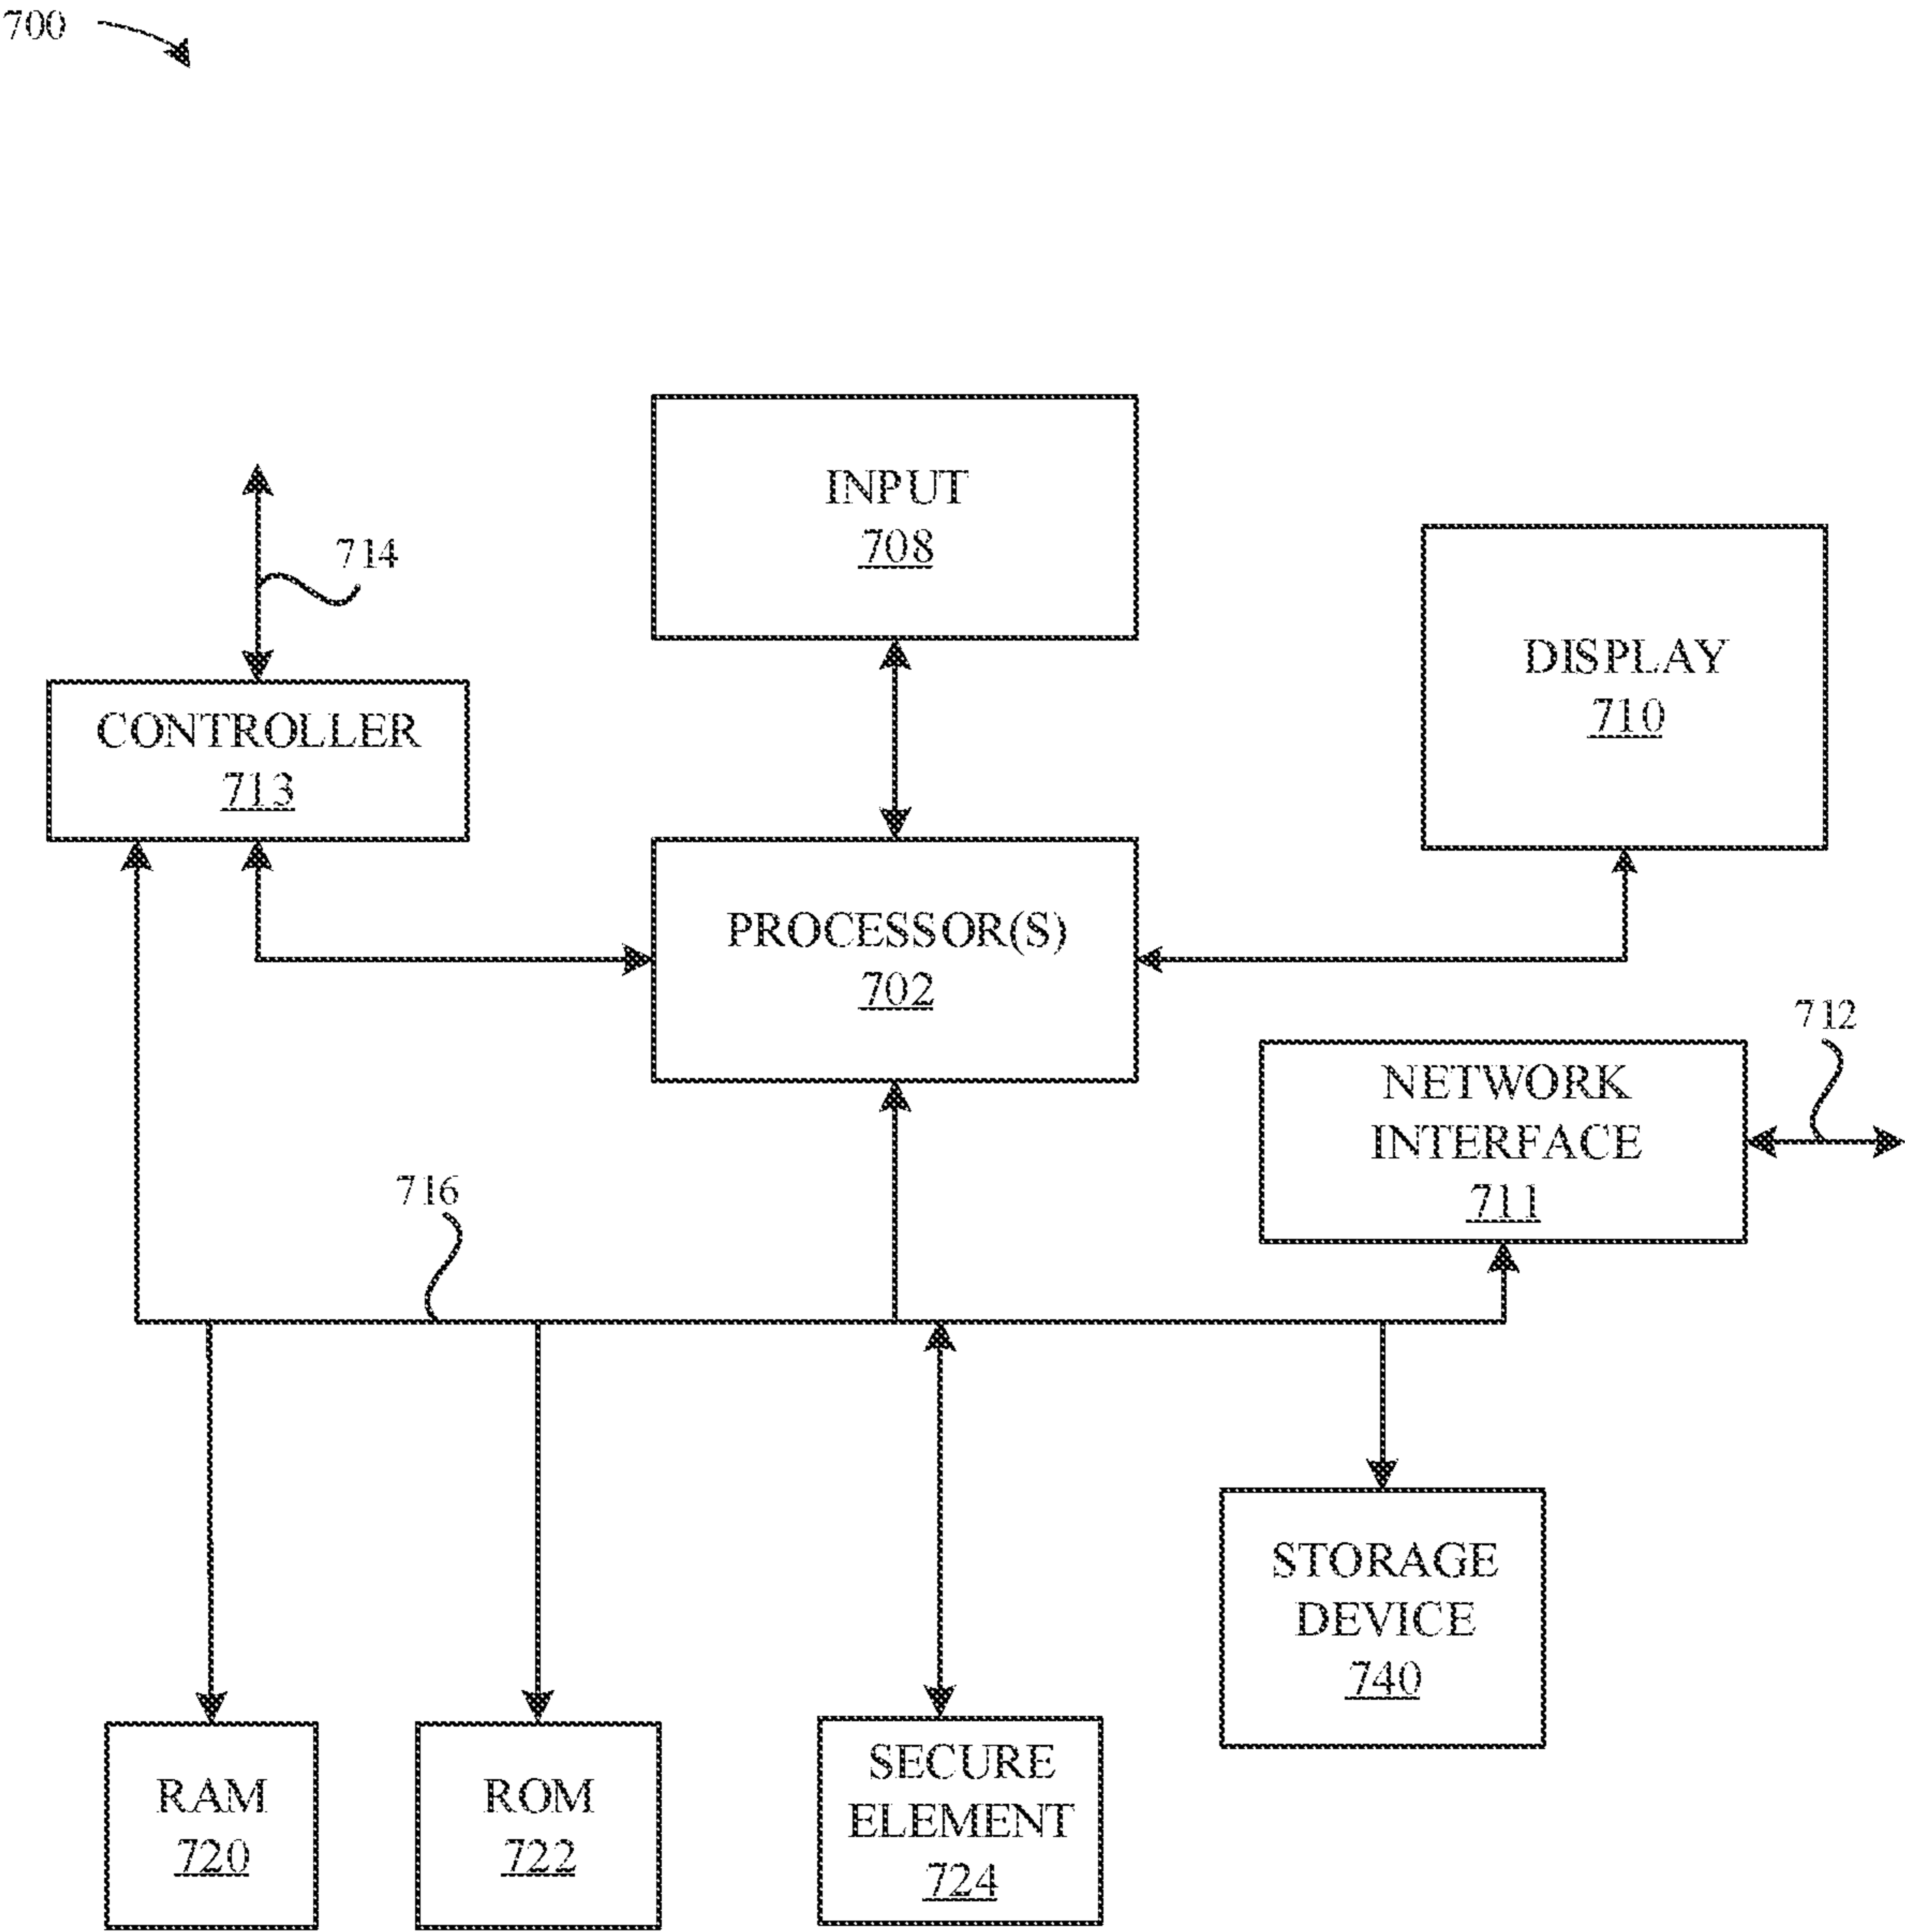 700
INPUT
708
714
DISPLAY
710
CONTROLLER
713
PROCESSOR(S)
702
712
NETWORK
INTERFACE
711
716
STORAGE
DEVICE
740
RAM
720
ROM
722
SECURE
ELEMENT
724